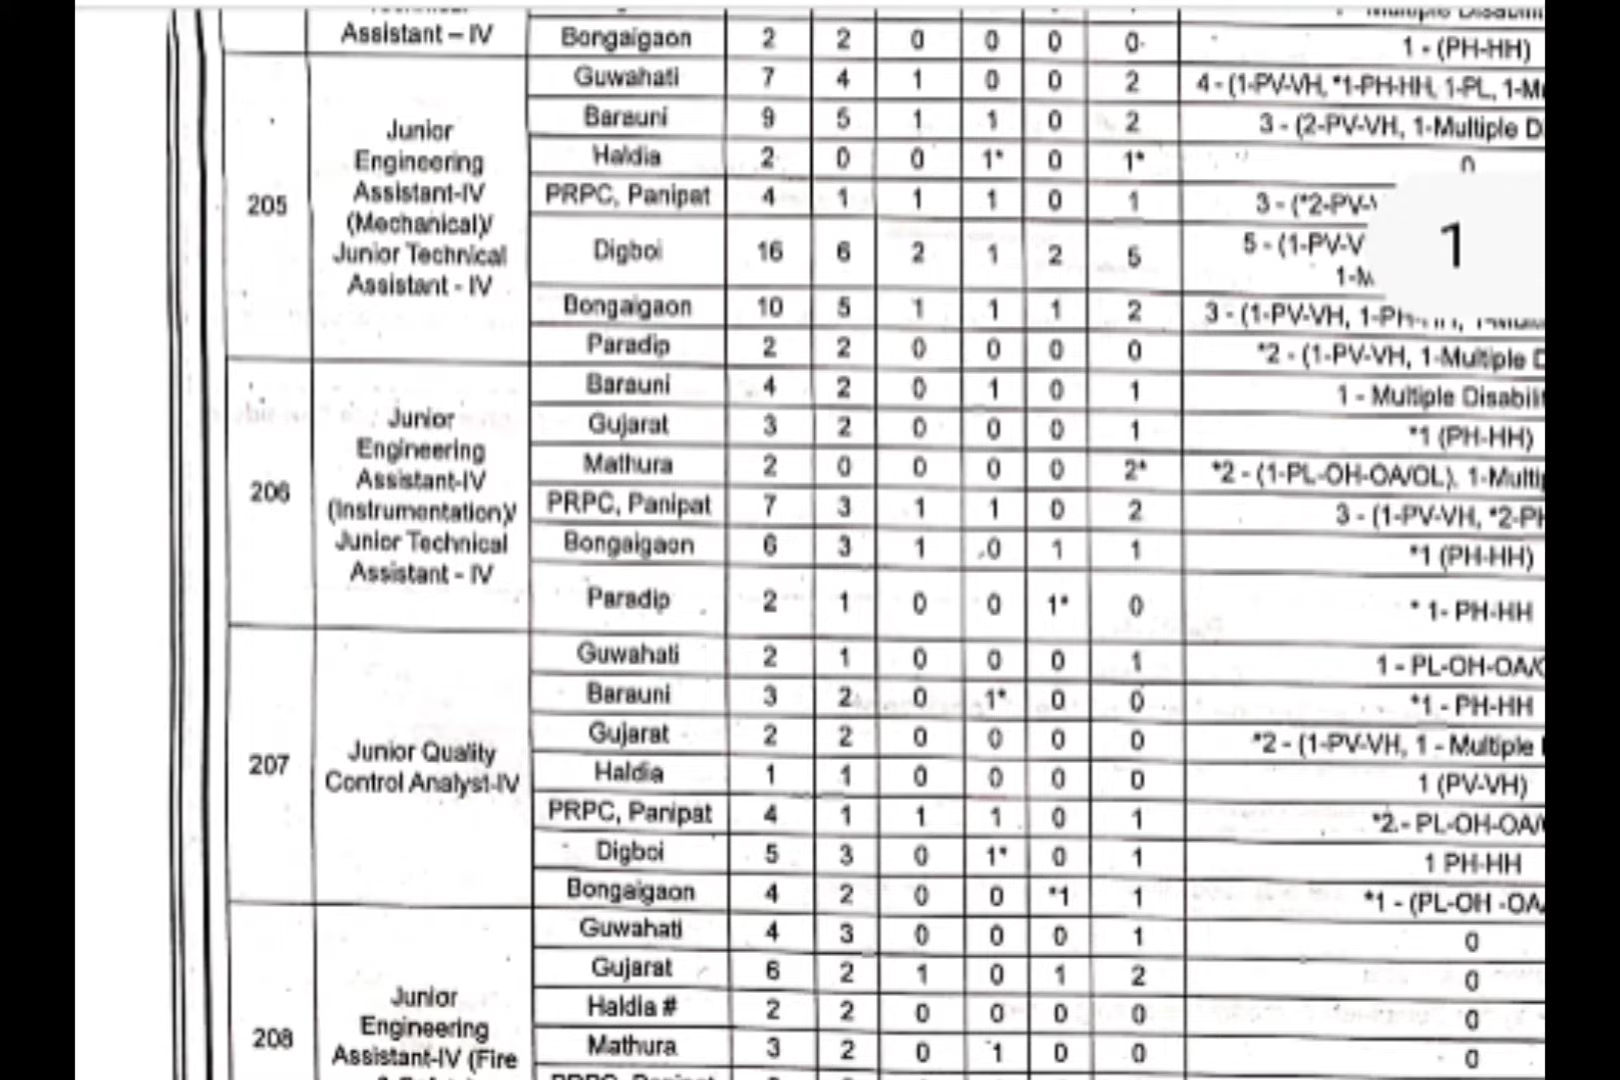 Assistant – IV
Bongaigaon 2 2 0 0 0 0 1 - (PH-HH)
205
Junior
Engineering
Assistant-IV
(Mechanical)/
Junior Technical
Assistant - IV
Guwahati 7 4 1 0 0 2 4 - (1-PV-VH, *1-PH-HH, 1-PL,
Barauni 9 5 1 1 0 2 3 - (2-PV-VH, 1-Multiple
Haldia 2 0 0 1* 0 1* 0
PRPC, Panipat 4 1 1 1 0 1 3 - (*2-PV-
Digboi 16 6 2 1 2 5 5 - (1-PV-V
1-M
1
Bongaigaon 10 5 1 1 1 2 3 - (1-PV-VH,
Paradip 2 2 0 0 0 0 *2 - (1-PV-VH, 1-Multiple
206
Junior
Engineering
Assistant-IV
(Instrumentation)/
Junior Technical
Assistant - IV
Barauni 4 2 0 1 0 1 1 - Multiple
Gujarat 3 2 0 0 0 1 *1 (PH-HH)
Mathura 2 0 0 0 0 2* *2 - (1-PL-OH-OA/OL),
PRPC, Panipat 7 3 1 1 0 2 3 - (1-PV-VH,
Bongaigaon 6 3 1 0 1 1 *1 (PH-HH)
Paradip 2 1 0 0 1* 0 * 1- PH-HH
207
Junior Quality
Control Analyst-IV
Guwahati 2 1 0 0 0 1 1 - PL-OH-OA/
Barauni 3 2 0 1* 0 0 *1 - PH-HH
Gujarat 2 2 0 0 0 0 *2 - (1-PV-VH, 1 - Multiple
Haldia 1 1 0 0 0 0 1 (PV-VH)
PRPC, Panipat 4 1 1 1 0 1 *2 - PL-OH-OA/
Digboi 5 3 0 1* 0 1 1 PH-HH
Bongaigaon 4 2 0 0 *1 1 *1 - (PL-OH -OA
208
Junior
Engineering
Assistant-IV (Fire
Guwahati 4 3 0 0 0 1 0
Gujarat 6 2 1 0 1 2 0
Haldia # 2 2 0 0 0 0 0
Mathura 3 2 0 1 0 0 0
PRPC, Panipat